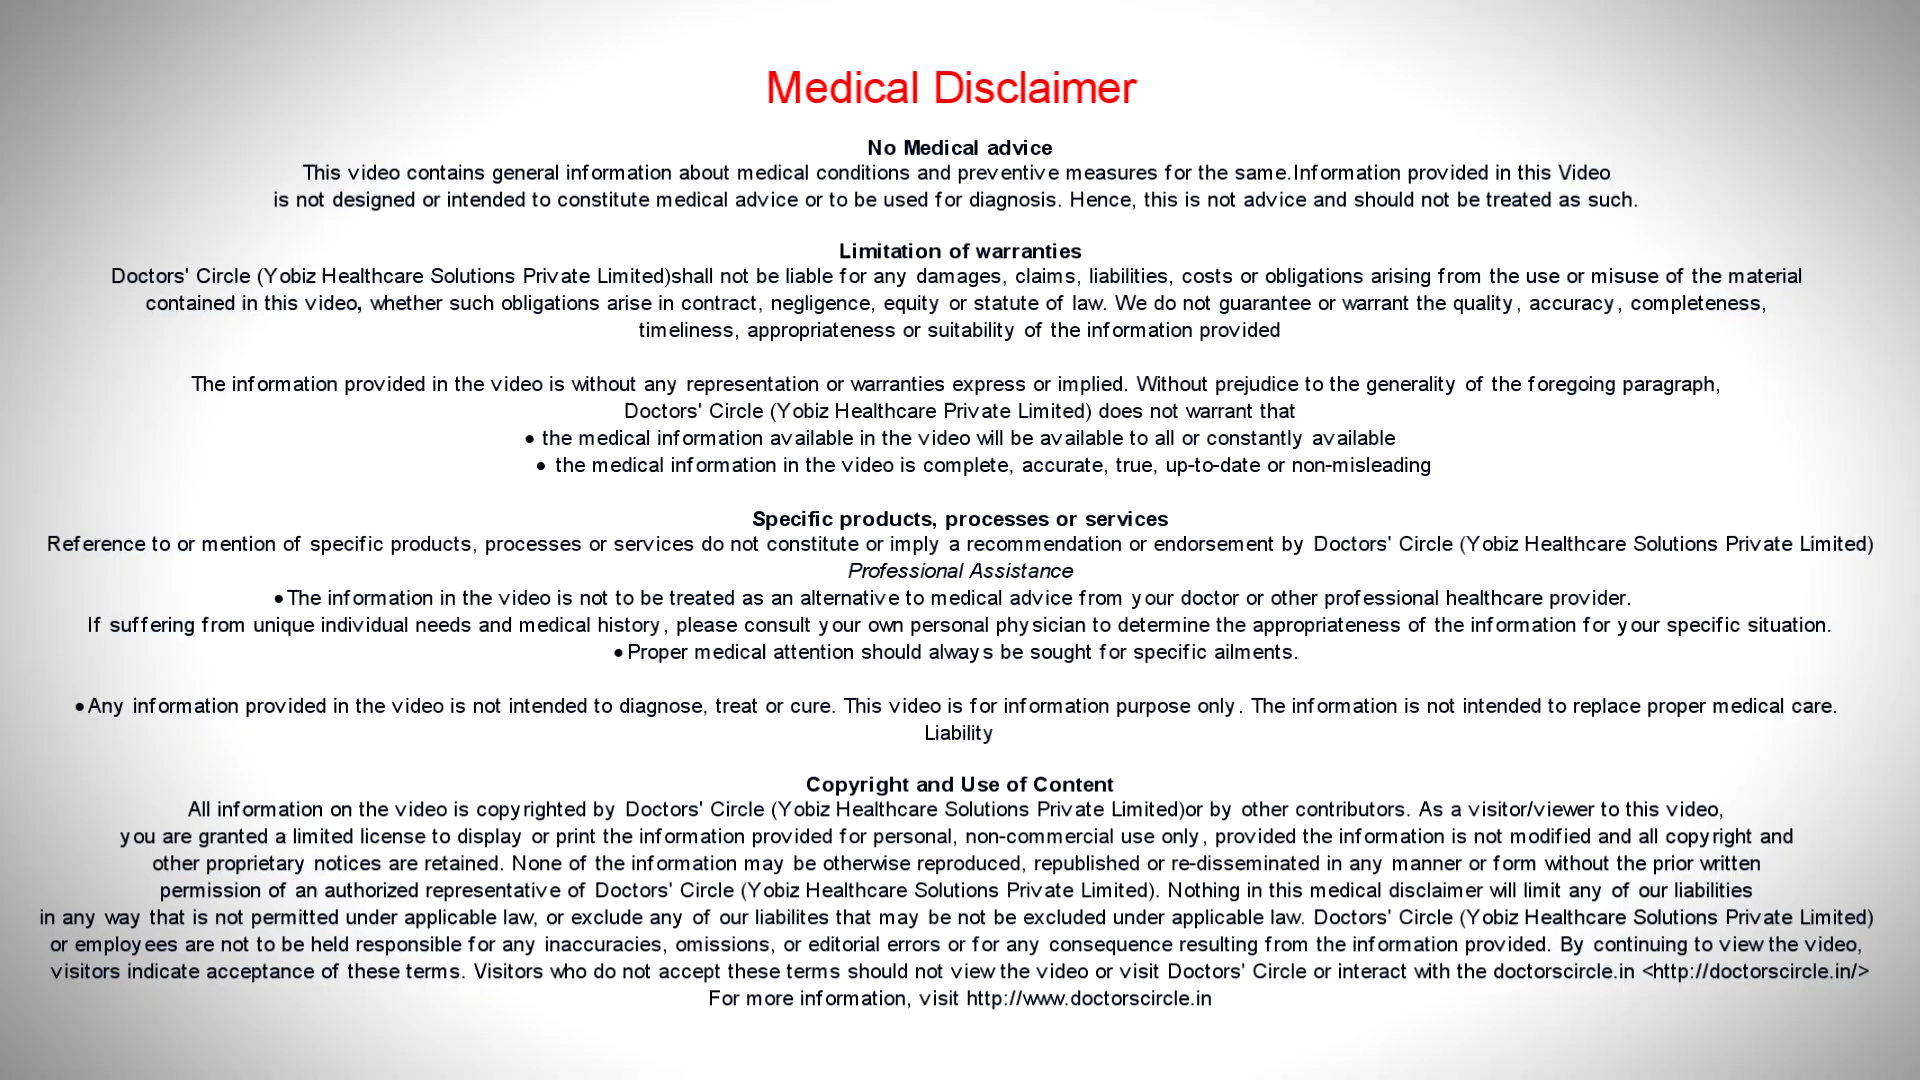 Medical Disclaimer
No Medical advice
This video contains general information about medical conditions and preventive measures for the same.Information provided in this Video
is not designed or intended to constitute medical advice or to be used for diagnosis. Hence, this is not advice and should not be treated as such.
Limitation of warranties
Doctors' Circle (Yobiz Healthcare Solutions Private Limited)shall not be liable for any damages, claims, liabilities, costs or obligations arising from the use or misuse of the material
contained in this video, whether such obligations arise in contract, negligence, equity or statute of law. We do not guarantee or warrant the quality, accuracy, completeness,
timeliness, appropriateness or suitability of the information provided
The information provided in the video is without any representation or warranties express or implied. Without prejudice to the generality of the foregoing paragraph,
Doctors' Circle (Yobiz Healthcare Private Limited) does not warrant that
• the medical information available in the video will be available to all or constantly available
• the medical information in the video is complete, accurate, true, up-to-date or non-misleading
Specific products, processes or services
Reference to or mention of specific products, processes or services do not constitute or imply a recommendation or endorsement by Doctors' Circle (Yobiz Healthcare Solutions Private Limited)
Professional Assistance
•The information in the video is not to be treated as an alternative to medical advice from your doctor or other professional healthcare provider.
If suffering from unique individual needs and medical history, please consult your own personal physician to determine the appropriateness of the information for your specific situation.
•Proper medical attention should always be sought for specific ailments.
•Any information provided in the video is not intended to diagnose, treat or cure. This video is for information purpose only. The information is not intended to replace proper medical care.
Liability
Copyright and Use of Content
All information on the video is copyrighted by Doctors' Circle (Yobiz Healthcare Solutions Private Limited)or by other contributors. As a visitor/viewer to this video,
you are granted a limited license to display or print the information provided for personal, non-commercial use only, provided the information is not modified and all copyright and
other proprietary notices are retained. None of the information may be otherwise reproduced, republished or re-disseminated in any manner or form without the prior written
permission of an authorized representative of Doctors' Circle (Yobiz Healthcare Solutions Private Limited). Nothing in this medical disclaimer will limit any of our liabilities
in any way that is not permitted under applicable law, or exclude any of our liabilites that may be not be excluded under applicable law. Doctors' Circle (Yobiz Healthcare Solutions Private Limited)
or employees are not to be held responsible for any inaccuracies, omissions, or editorial errors or for any consequence resulting from the information provided. By continuing to view the video,
visitors indicate acceptance of these terms. Visitors who do not accept these terms should not view the video or visit Doctors' Circle or interact with the doctorscircle.in <http://doctorscircle.in/>
For more information, visit http://www.doctorscircle.in